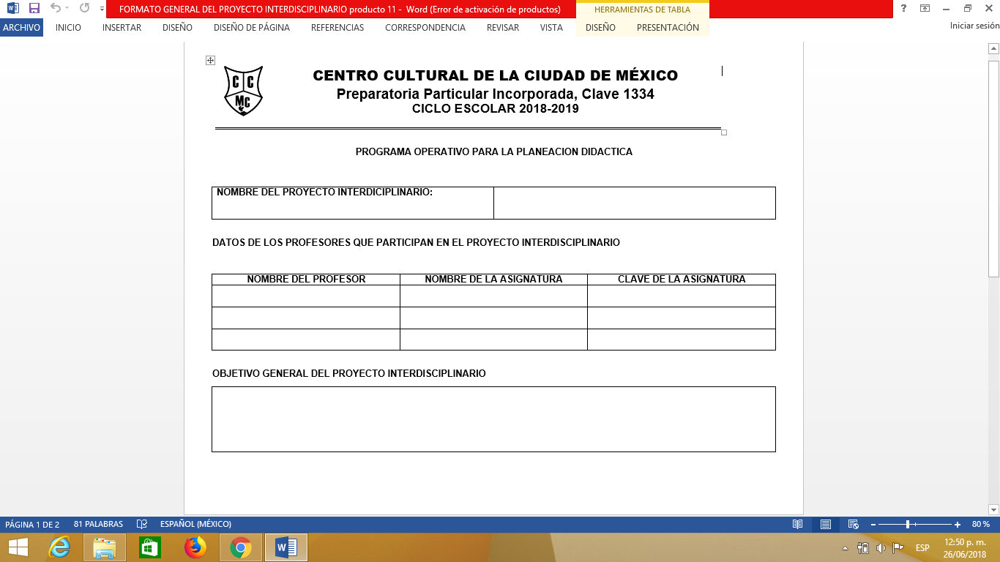 FORMATO GENERAL DEL PROYECTO INTERDISCIPLINARIO producto 11 - Word (Error de activación de productos)
HERRAMIENTAS DE TABLA
ARCHIVO INICIO INSERTAR DISEÑO DISEÑO DE PÁGINA REFERENCIAS CORRESPONDENCIA REVISAR VISTA DISEÑO PRESENTACIÓN Iniciar sesión
C C
MC
CENTRO CULTURAL DE LA CIUDAD DE MÉXICO
Preparatoria Particular Incorporada, Clave 1334
CICLO ESCOLAR 2018-2019
PROGRAMA OPERATIVO PARA LA PLANEACION DIDACTICA
NOMBRE DEL PROYECTO INTERDICIPLINARIO:
DATOS DE LOS PROFESORES QUE PARTICIPAN EN EL PROYECTO INTERDISCIPLINARIO
NOMBRE DEL PROFESOR NOMBRE DE LA ASIGNATURA CLAVE DE LA ASIGNATURA
OBJETIVO GENERAL DEL PROYECTO INTERDISCIPLINARIO
PÁGINA 1 DE 2 81 PALABRAS ESPAÑOL (MÉXICO) 80 %
ESP
12:50 p. m.
26/06/2018